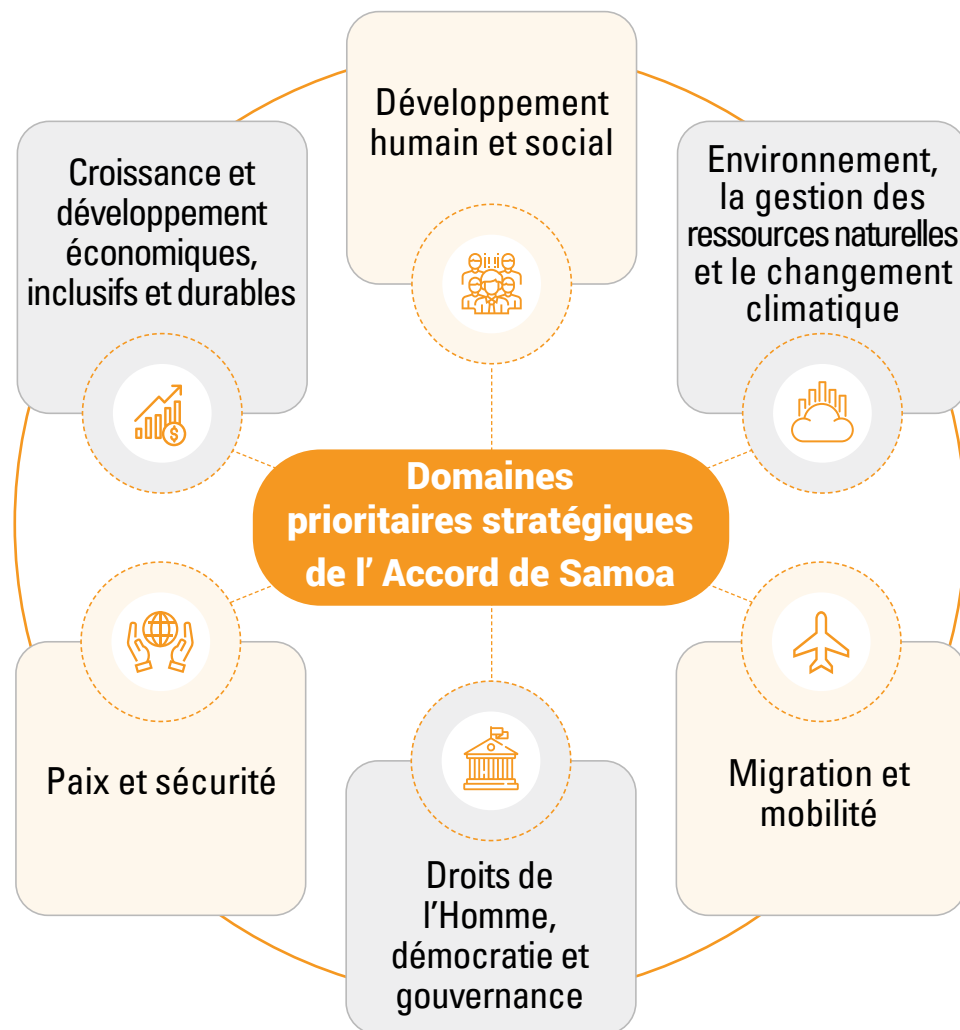 Développement
humain et social
Croissance et
développement
économiques,
inclusifs et durables
Environnement,
la gestion des
ressources naturelles
et le changement
climatique
$
Domaines
prioritaires stratégiques
de l' Accord de Samoa
Paix et sécurité
Migration et
mobilité
Droits de
l'Homme,
démocratie et
gouvernance